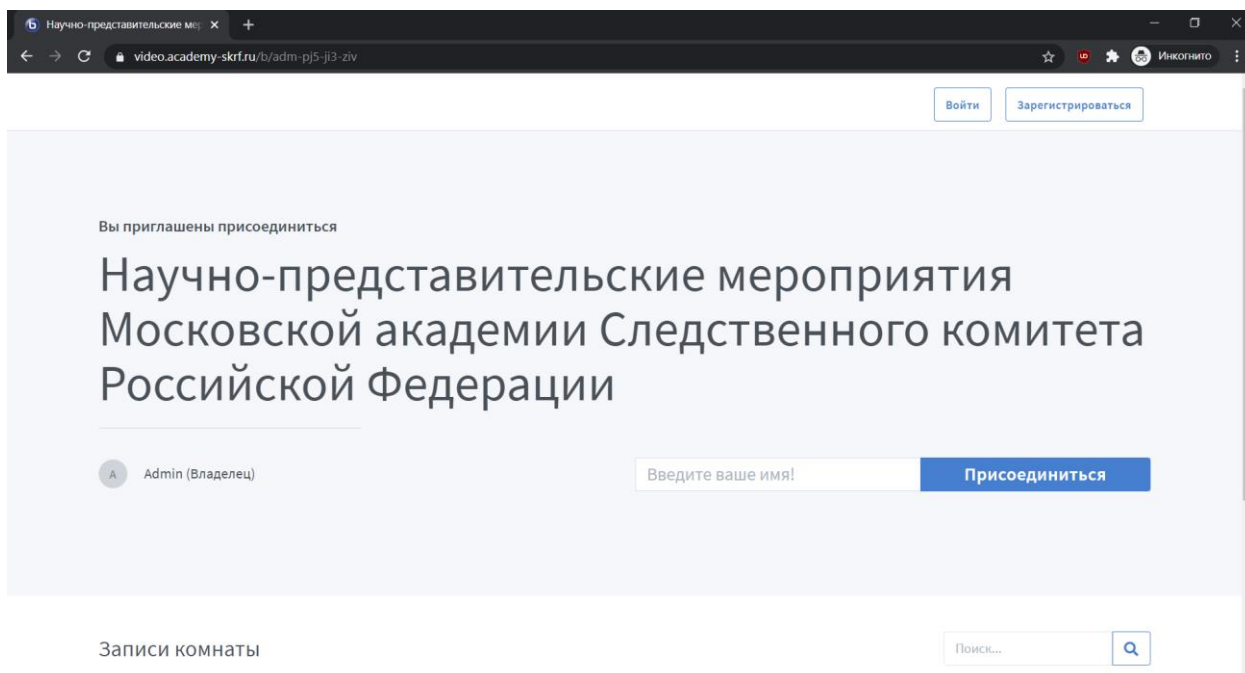 Научно-представительские мер
video.academy-skrf.ru/b/adm-pj5-ji3-ziv
Инкогнито
Войти
Зарегистрироваться
Вы приглашены присоединиться
Научно-представительские мероприятия
Московской академии Следственного комитета
Российской Федерации
A
Admin (Владелец)
Введите ваше имя!
Присоединиться
Записи комнаты
Поиск...